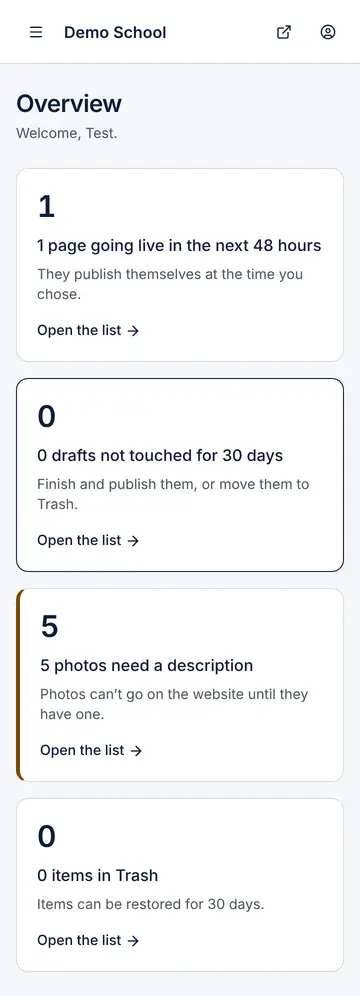 Demo School
Overview
Welcome, Test.
1
1 page going live in the next 48 hours
They publish themselves at the time you
chose.
Open the list →
0
0 drafts not touched for 30 days
Finish and publish them, or move them to
Trash.
Open the list →
5
5 photos need a description
Photos can’t go on the website until they
have one.
Open the list →
0
0 items in Trash
Items can be restored for 30 days.
Open the list →